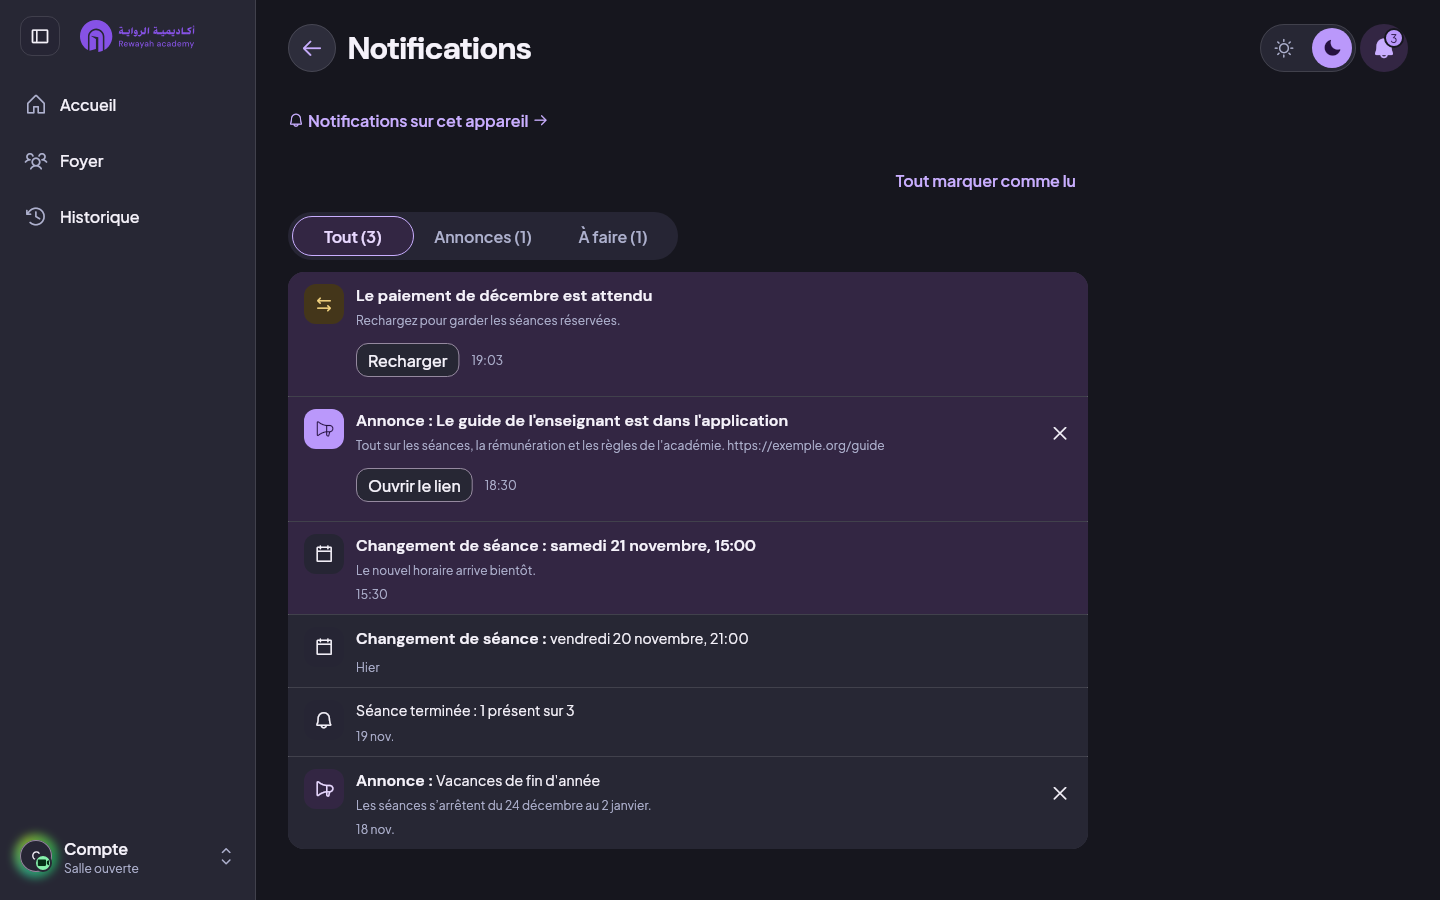 أكاديمية الرواية
Rewayah academy
Accueil
Foyer
Historique
Compte
Salle ouverte
Notifications
3
Notifications sur cet appareil →
Tout marquer comme lu
Tout (3)
Annonces (1)
À faire (1)
Le paiement de décembre est attendu
Rechargez pour garder les séances réservées.
Recharger
19:03
Annonce : Le guide de l'enseignant est dans l'application
Tout sur les séances, la rémunération et les règles de l'académie. https://exemple.org/guide
Ouvrir le lien
18:30
Changement de séance : samedi 21 novembre, 15:00
Le nouvel horaire arrive bientôt.
15:30
Changement de séance : vendredi 20 novembre, 21:00
Hier
Séance terminée : 1 présent sur 3
19 nov.
Annonce : Vacances de fin d'année
Les séances s'arrêtent du 24 décembre au 2 janvier.
18 nov.